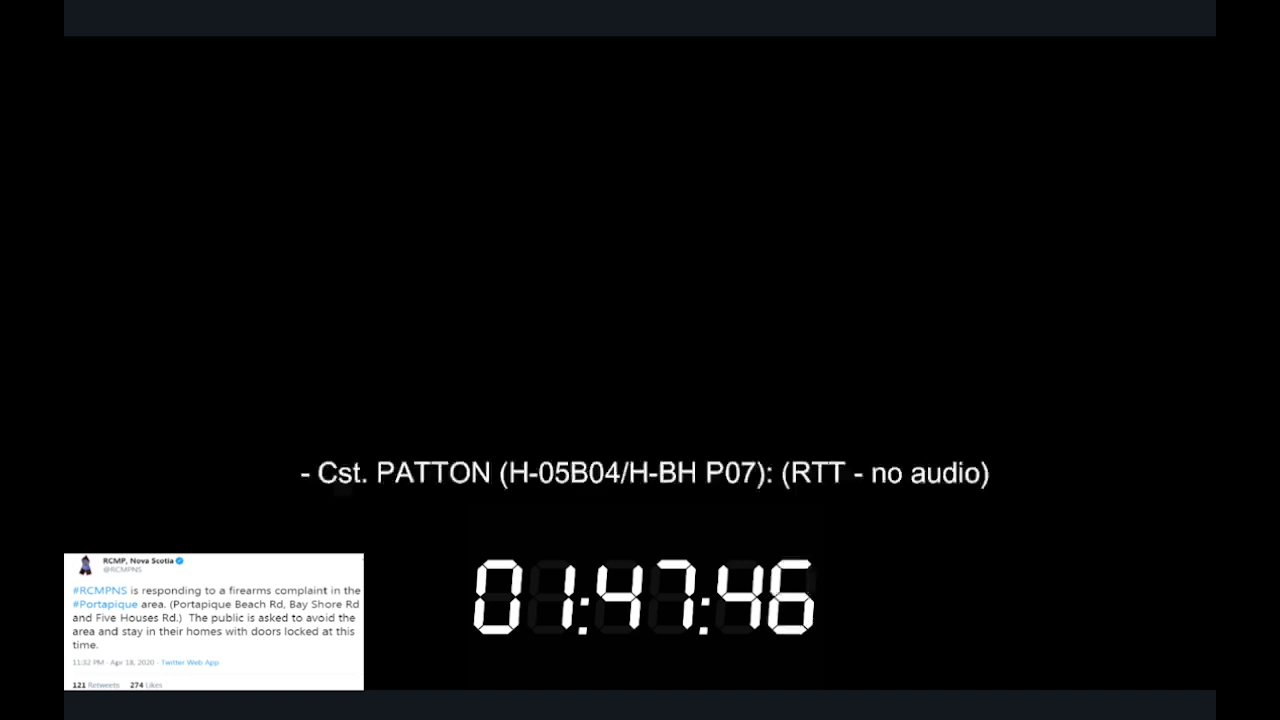 - Cst. PATTON (H-05B04/H-BH P07): (RTT - no audio)
01:47:46
RCMP, Nova Scotia
@RCMPNS
#RCMPNS is responding to a firearms complaint in the
#Portapique area. (Portapique Beach Rd, Bay Shore Rd
and Five Houses Rd.) The public is asked to avoid the
area and stay in their homes with doors locked at this
time.
11:32 PM · Apr 18, 2020 · Twitter Web App
121 Retweets 274 Likes